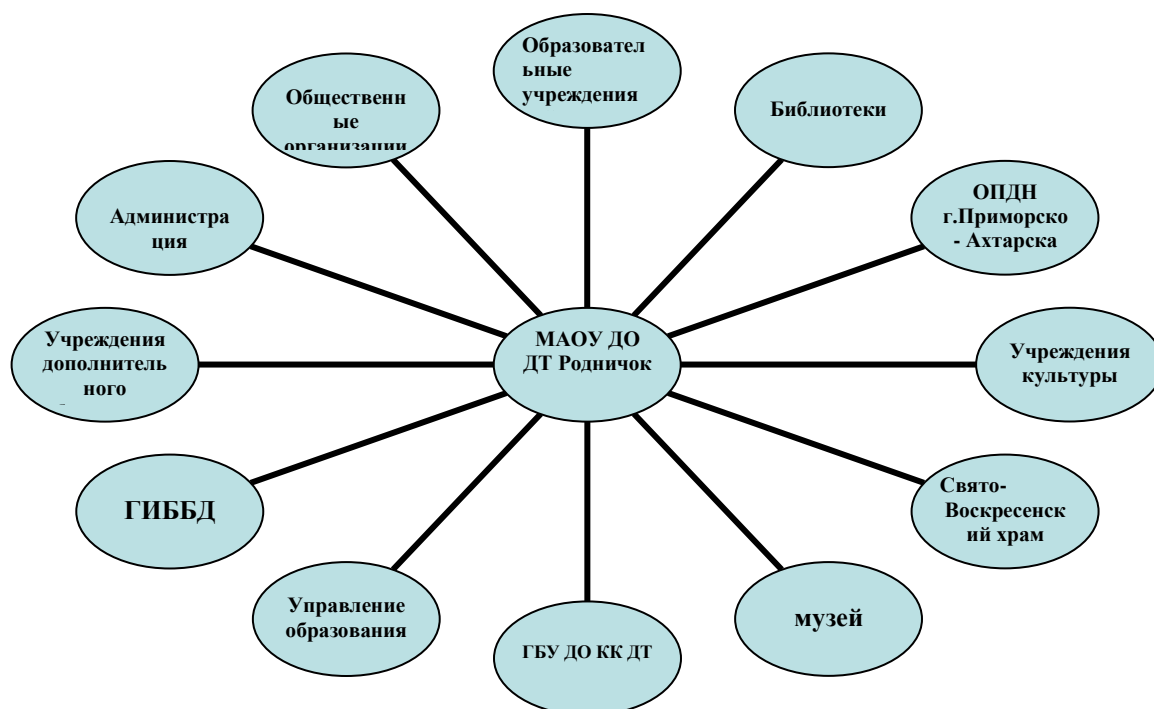 Образовател
ьные
учреждения
Общественн
ые
организации
Библиотеки
Администра
ция
ОПДН
г.Приморско
- Ахтарска
Учреждения
дополнитель
ного
МАОУ ДО
ДТ Родничок
Учреждения
культуры
ГИББД
Свято-
Воскресенск
ий храм
Управление
образования
ГБУ ДО КК ДТ
музей